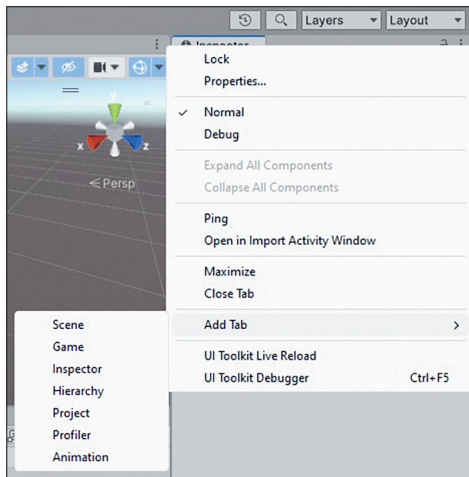 Layers
Layout
Inspector
Lock
Properties...
Normal
Debug
Expand All Components
Collapse All Components
Ping
Open in Import Activity Window
Maximize
Close Tab
Add Tab
UI Toolkit Live Reload
UI Toolkit Debugger Ctrl+F5
y
x
z
Persp
Scene
Game
Inspector
Hierarchy
Project
Profiler
Animation